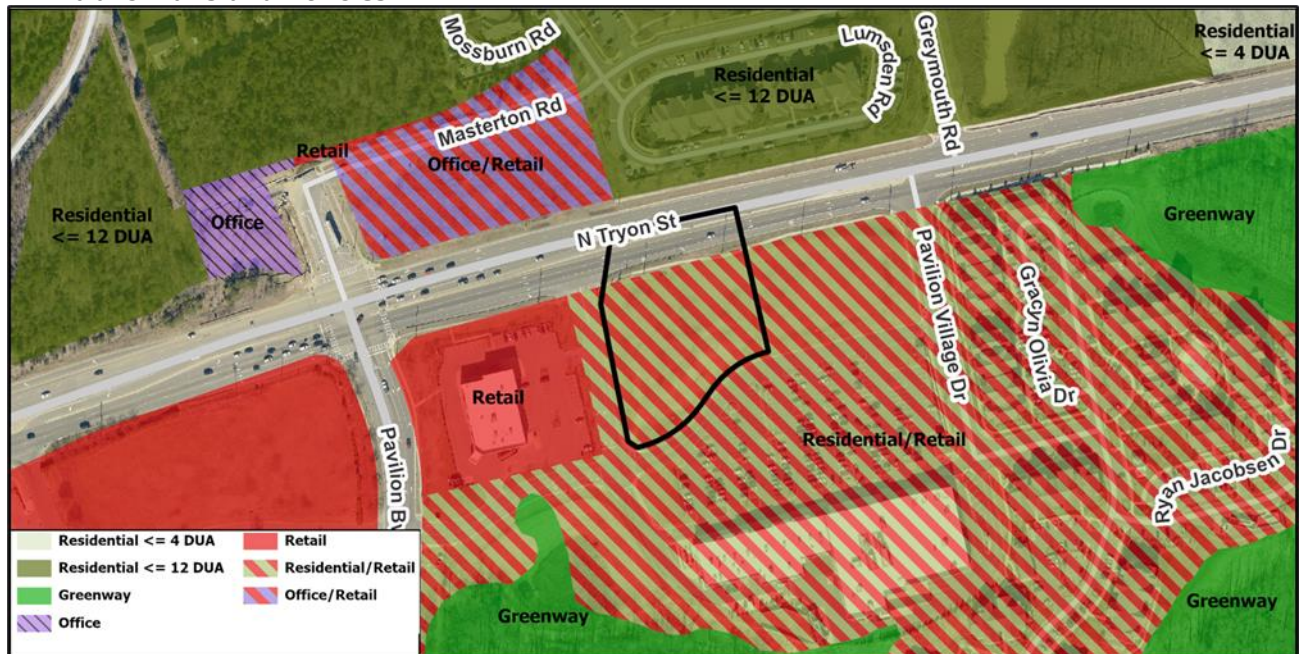 Mossburn Rd
Lumsden Rd
Greymouth Rd
Residential
<= 4 DUA
Residential
<= 12 DUA
Masterton Rd
Retail
Office/Retail
Residential
<= 12 DUA
Office
Greenway
N Tryon St
Pavilion Village Dr
Graclyn Olivia Dr
Retail
Residential/Retail
Pavilion Bv
Ryan Jacobsen Dr
Greenway
Greenway
Residential <= 4 DUA
Retail
Residential <= 12 DUA
Residential/Retail
Greenway
Office/Retail
Office